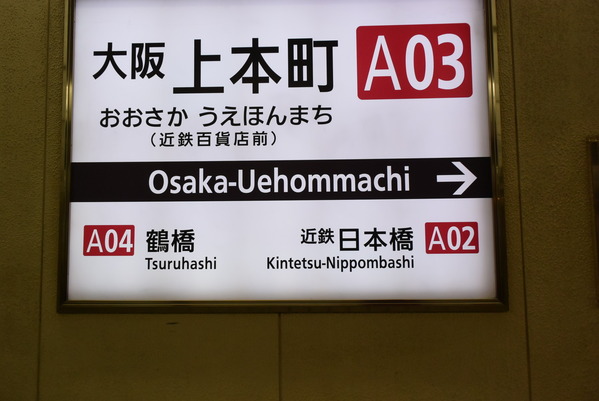 大阪 上本町 A03
おおさか うえほんまち
（近鉄百貨店前）
Osaka-Uehommachi
A04 鶴橋
Tsuruhashi
近鉄 日本橋 A02
Kintetsu-Nippombashi